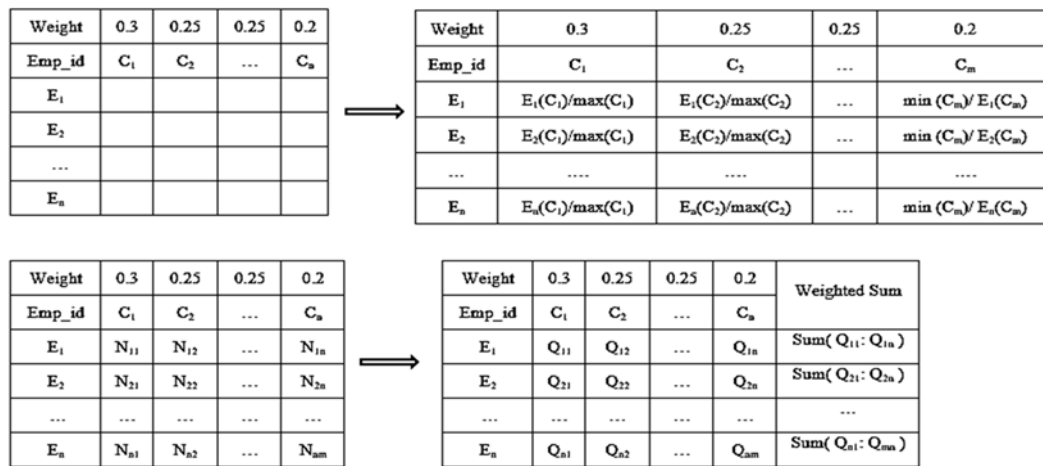 Weight 0.3 0.25 0.25 0.2
Emp_id C₁ C₂ ... Cₙ
E₁
E₂
...
Eₙ
Weight 0.3 0.25 0.25 0.2
Emp_id C₁ C₂ ... Cₘ
E₁ E₁(C₁)/max(C₁) E₁(C₂)/max(C₂) ... min (Cₘ)/ E₁(Cₘ)
E₂ E₂(C₁)/max(C₁) E₂(C₂)/max(C₂) ... min (Cₘ)/ E₂(Cₘ)
... .... .... ....
Eₙ Eₙ(C₁)/max(C₁) Eₙ(C₂)/max(C₂) ... min (Cₘ)/ Eₙ(Cₘ)
Weight 0.3 0.25 0.25 0.2
Emp_id C₁ C₂ ... Cₙ
E₁ N₁₁ N₁₂ ... N₁ₙ
E₂ N₂₁ N₂₂ ... N₂ₙ
... ... ... ... ...
Eₙ Nₙ₁ Nₙ₂ ... Nₙₘ
Weight 0.3 0.25 0.25 0.2 Weighted Sum
Emp_id C₁ C₂ ... Cₙ
E₁ Q₁₁ Q₁₂ ... Q₁ₙ Sum( Q₁₁: Q₁ₙ )
E₂ Q₂₁ Q₂₂ ... Q₂ₙ Sum( Q₂₁: Q₂ₙ )
... ... ... ... ... ...
Eₙ Qₙ₁ Qₙ₂ ... Qₙₘ Sum( Qₙ₁: Qₘₙ )